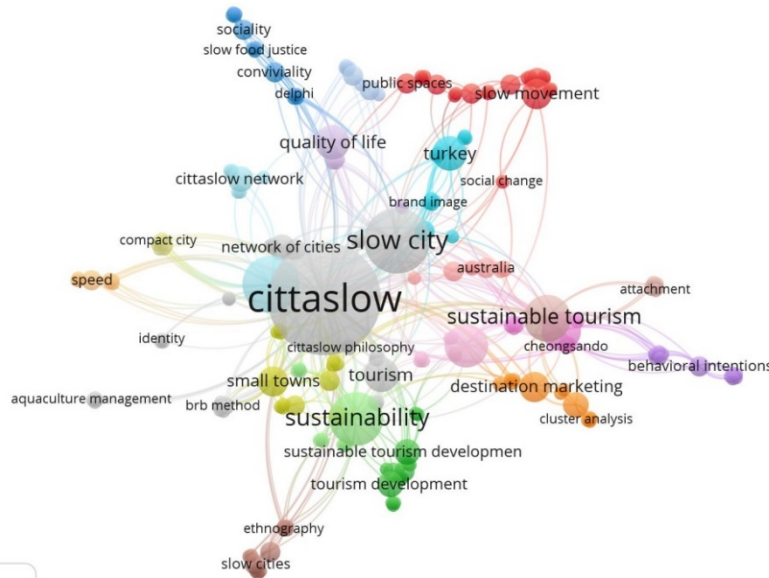 sociality
slow food justice
conviviality
delphi
public spaces
slow movement
quality of life
turkey
cittaslow network
social change
brand image
compact city
network of cities
slow city
speed
australia
cittaslow
attachment
sustainable tourism
identity
cittaslow philosophy
cheongsando
tourism
behavioral intentions
small towns
destination marketing
aquaculture management
brb method
sustainability
cluster analysis
sustainable tourism developmen
tourism development
ethnography
slow cities